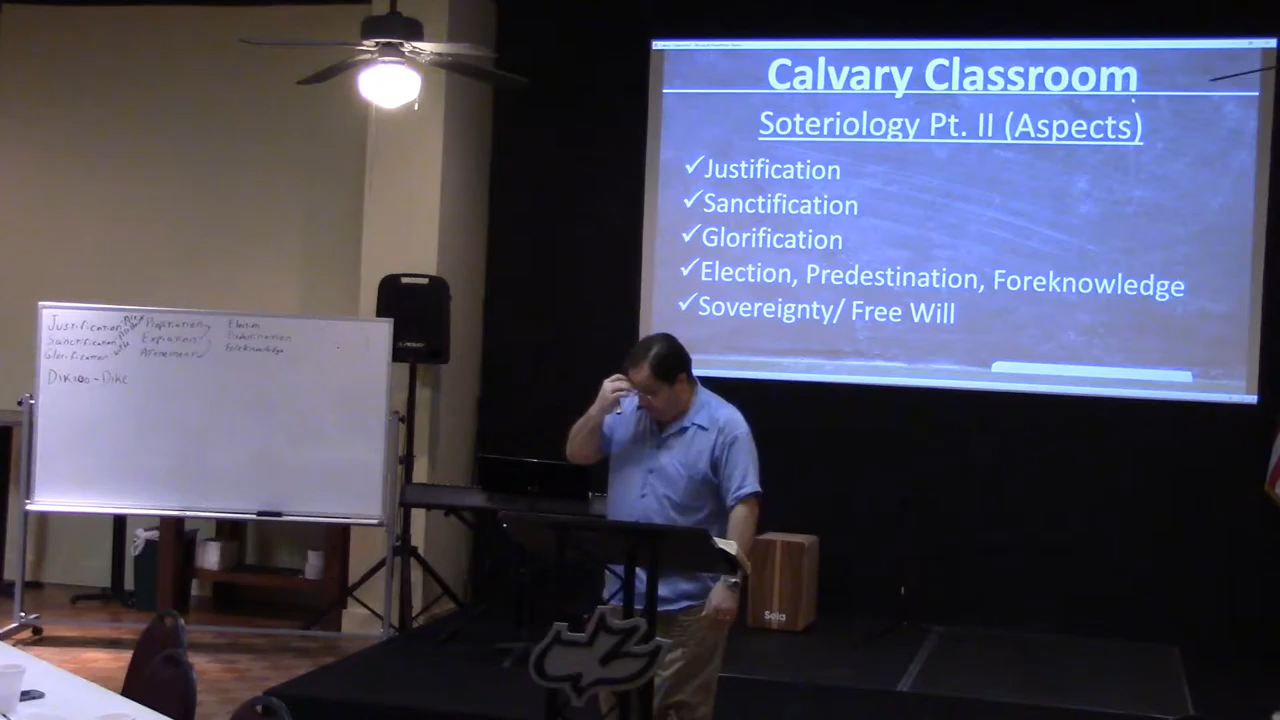 Calvary Classroom
Soteriology Pt. II (Aspects)
✓Justification
✓Sanctification
✓Glorification
✓Election, Predestination, Foreknowledge
✓Sovereignty/ Free Will
Justification Propitiation Election
Sanctification Expiation
Glorification Atonement Foreknowledge
Sela